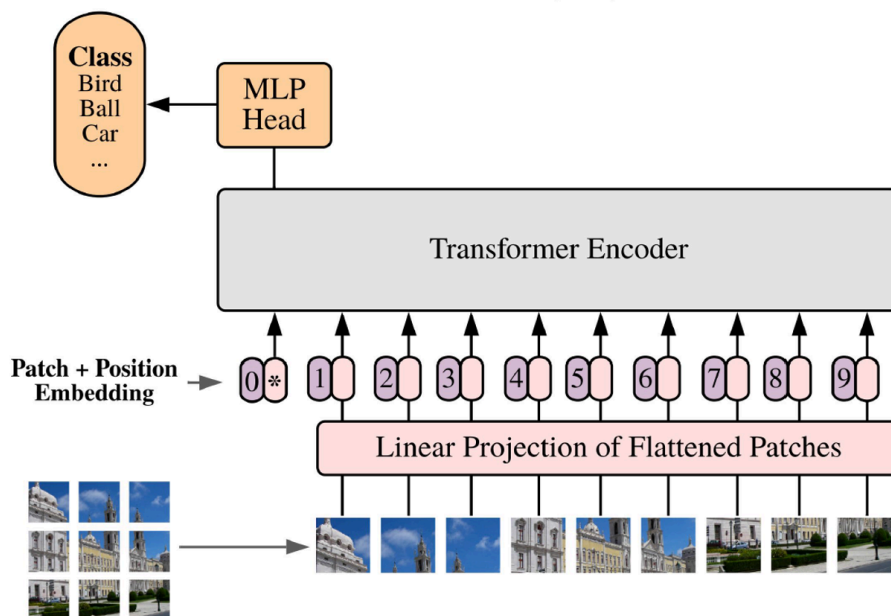 Class
Bird
Ball
Car
...
MLP
Head
Transformer Encoder
Patch + Position
Embedding
0 * 1 2 3 4 5 6 7 8 9
Linear Projection of Flattened Patches